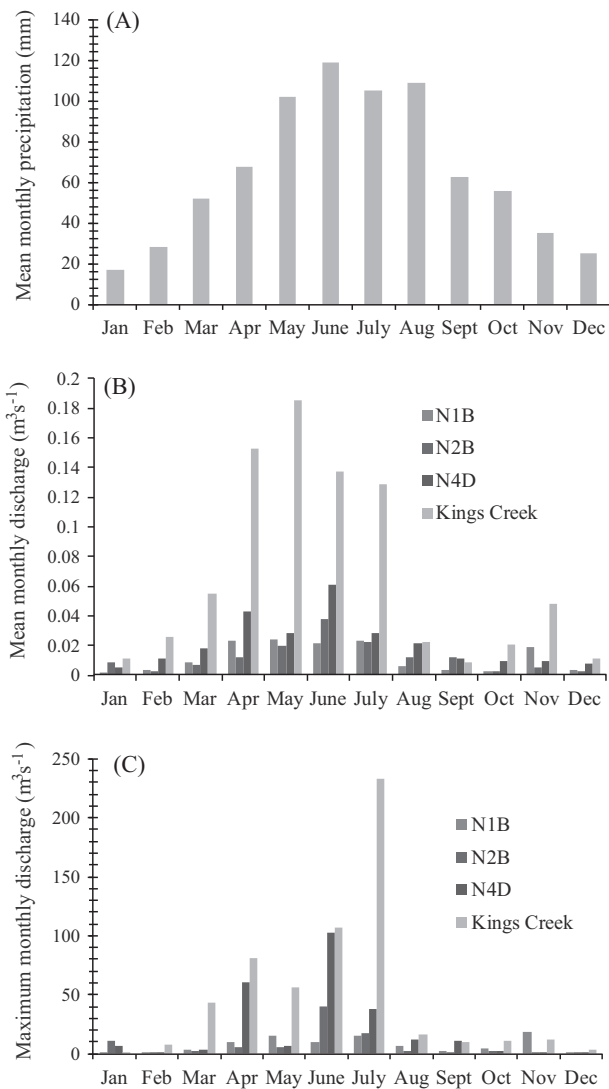 (A)
Mean monthly precipitation (mm)
140
120
100
80
60
40
20
0
Jan Feb Mar Apr May June July Aug Sept Oct Nov Dec
(B)
Mean monthly discharge (m³s⁻¹)
0.2
0.18
0.16
0.14
0.12
0.1
0.08
0.06
0.04
0.02
0
N1B
N2B
N4D
Kings Creek
Jan Feb Mar Apr May June July Aug Sept Oct Nov Dec
(C)
Maximum monthly discharge (m³s⁻¹)
250
200
150
100
50
0
N1B
N2B
N4D
Kings Creek
Jan Feb Mar Apr May June July Aug Sept Oct Nov Dec